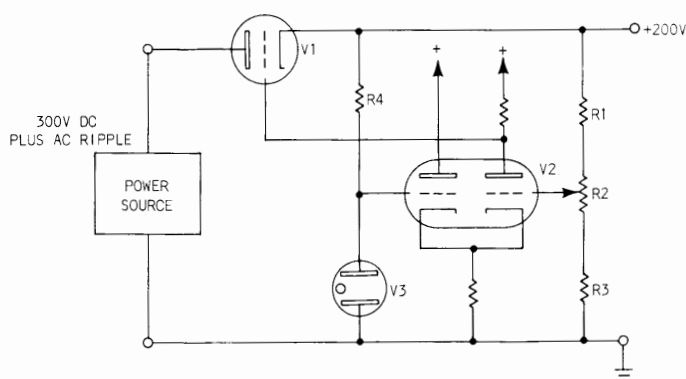 V1
+200V
+
+
R4
R1
300V DC
PLUS AC RIPPLE
V2
POWER
SOURCE
R2
V3
R3